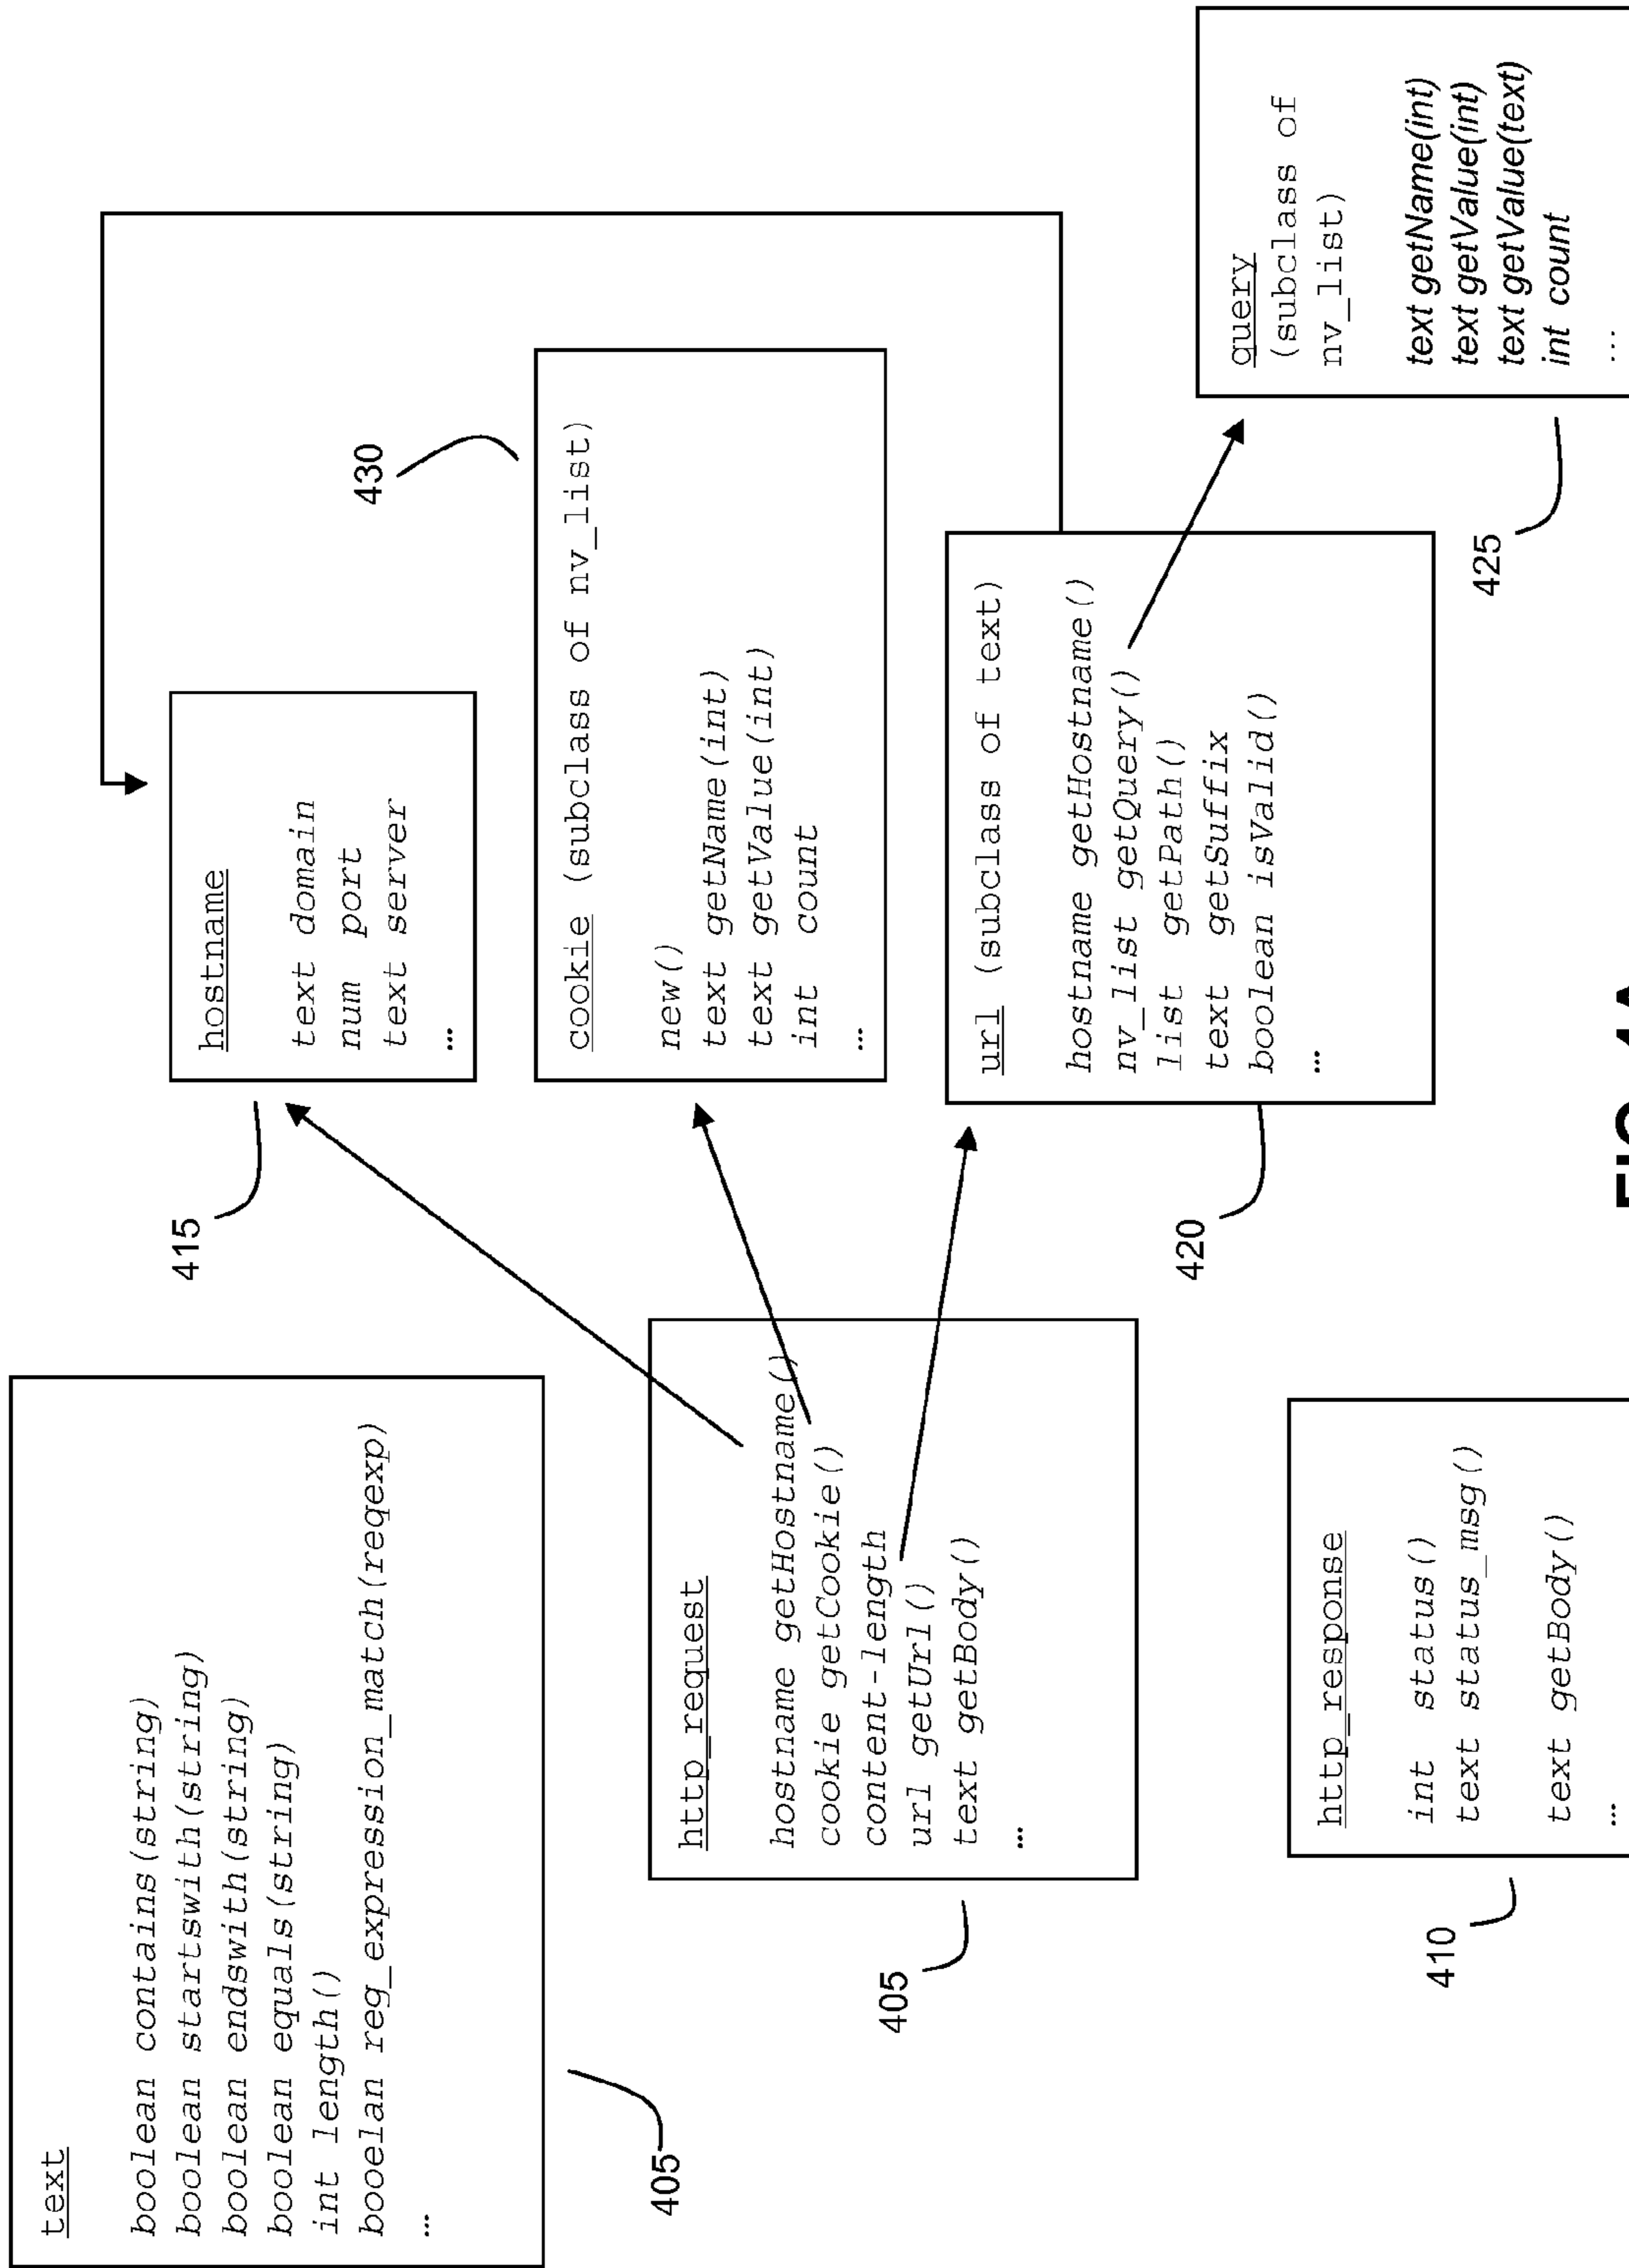 text
boolean contains(string)
boolean startswith(string)
boolean endswith(string)
boolean equals(string)
int length()
booelan reg_expression_match(reqexp)
...
405
http_request
hostname getHostname()
cookie getCookie()
content-length
url getUrl()
text getBody()
...
405
http_response
int status()
text status_msg()
text getBody()
...
410
hostname
text domain
num port
text server
...
415
cookie (subclass of nv_list)
new()
text getName(int)
text getValue(int)
int count
...
430
url (subclass of text)
hostname getHostname()
nv_list getQuery()
list getPath()
text getSuffix
boolean isValid()
...
420
query
(subclass of
nv_list)
text getName(int)
text getValue(int)
text getValue(text)
int count
...
425